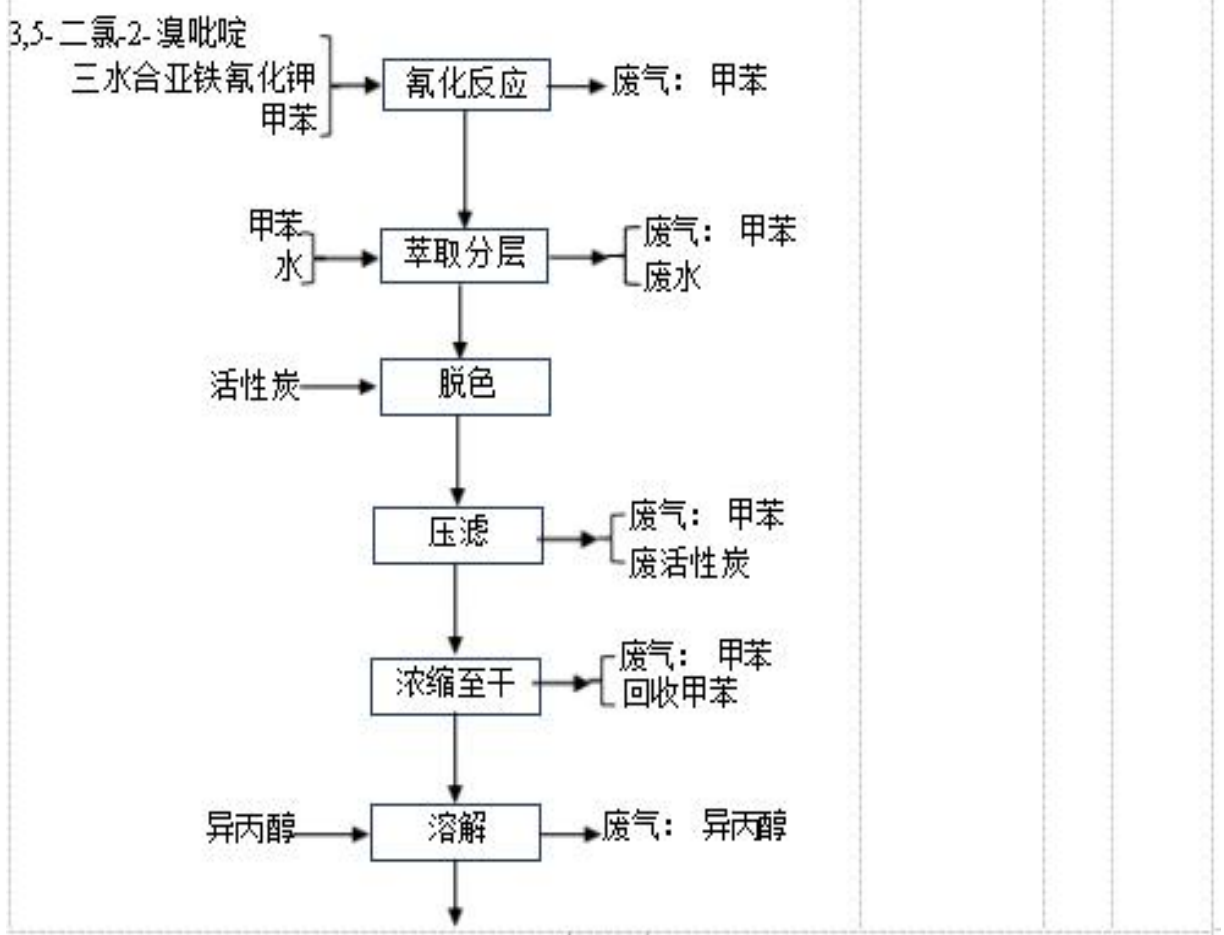 3,5-二氯-2-溴吡啶
三水合亚铁氰化钾
甲苯
氰化反应
废气： 甲苯
甲苯
水
萃取分层
废气： 甲苯
废水
活性炭
脱色
压滤
废气： 甲苯
废活性炭
浓缩至干
废气： 甲苯
回收甲苯
异丙醇
溶解
废气： 异丙醇